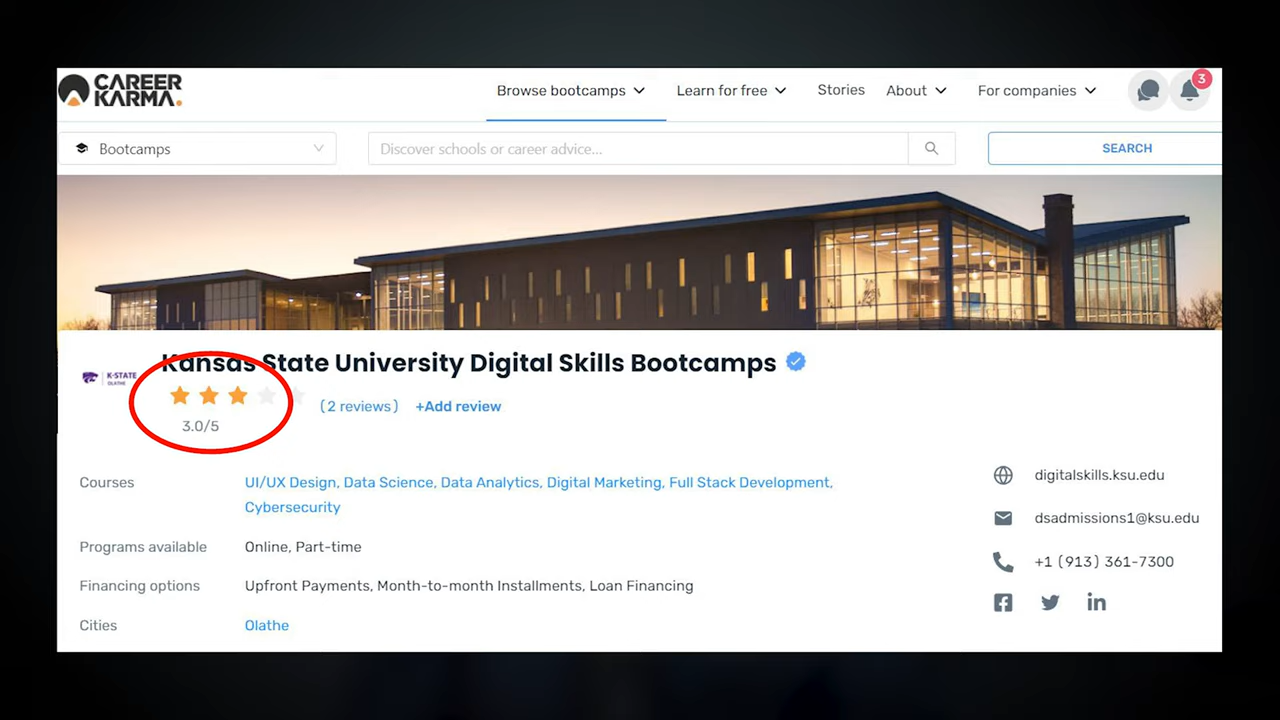 CAREER
KARMA.
Browse bootcamps
Learn for free
Stories
About
For companies
3
Bootcamps
Discover schools or career advice...
SEARCH
Kansas State University Digital Skills Bootcamps
K-STATE
OLATHE
(2 reviews)
+Add review
3.0/5
Courses
UI/UX Design, Data Science, Data Analytics, Digital Marketing, Full Stack Development,
Cybersecurity
Programs available
Online, Part-time
Financing options
Upfront Payments, Month-to-month Installments, Loan Financing
Cities
Olathe
digitalskills.ksu.edu
dsadmissions1@ksu.edu
+1 (913) 361-7300